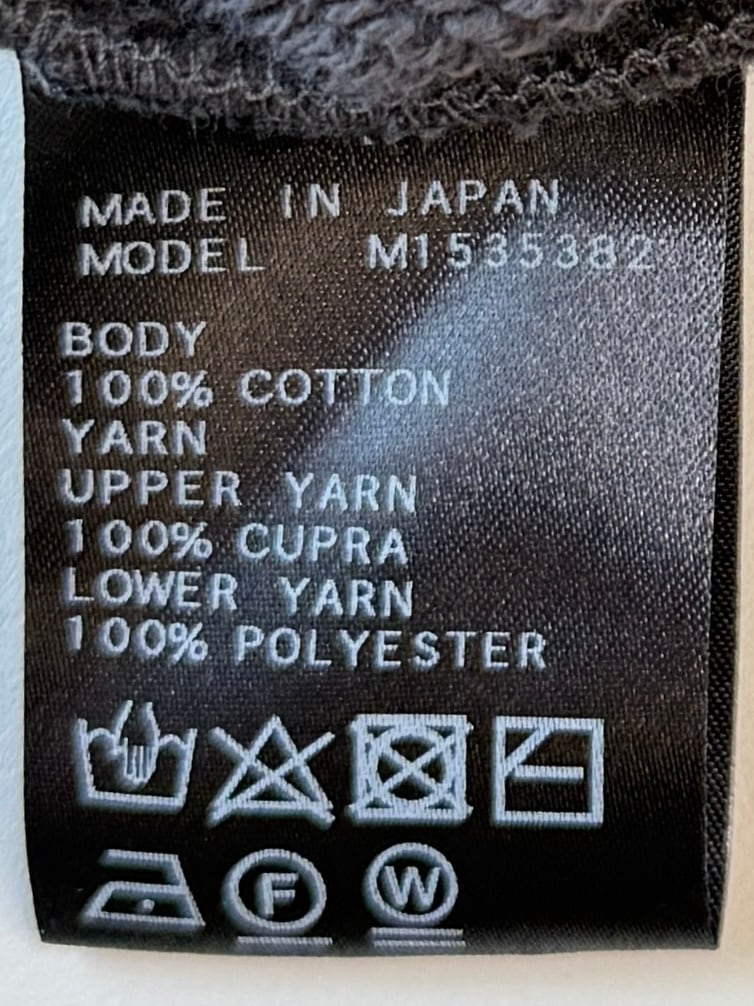 MADE IN JAPAN
MODEL M1535382
BODY
100% COTTON
YARN
UPPER YARN
100% CUPRA
LOWER YARN
100% POLYESTER
F W